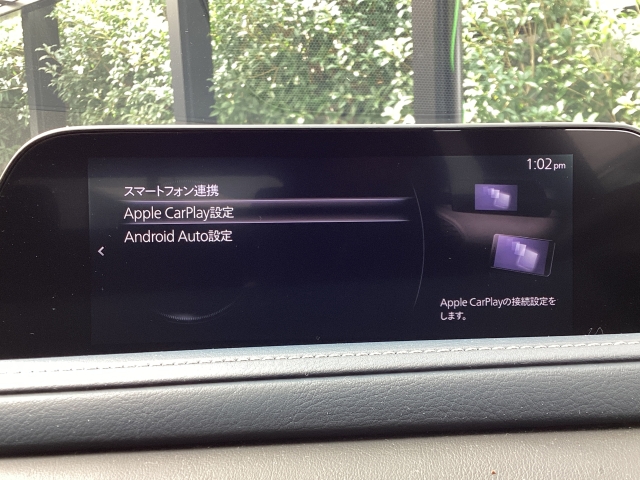 1:02 pm
スマートフォン連携
Apple CarPlay設定
Android Auto設定
Apple CarPlayの接続設定を
します。